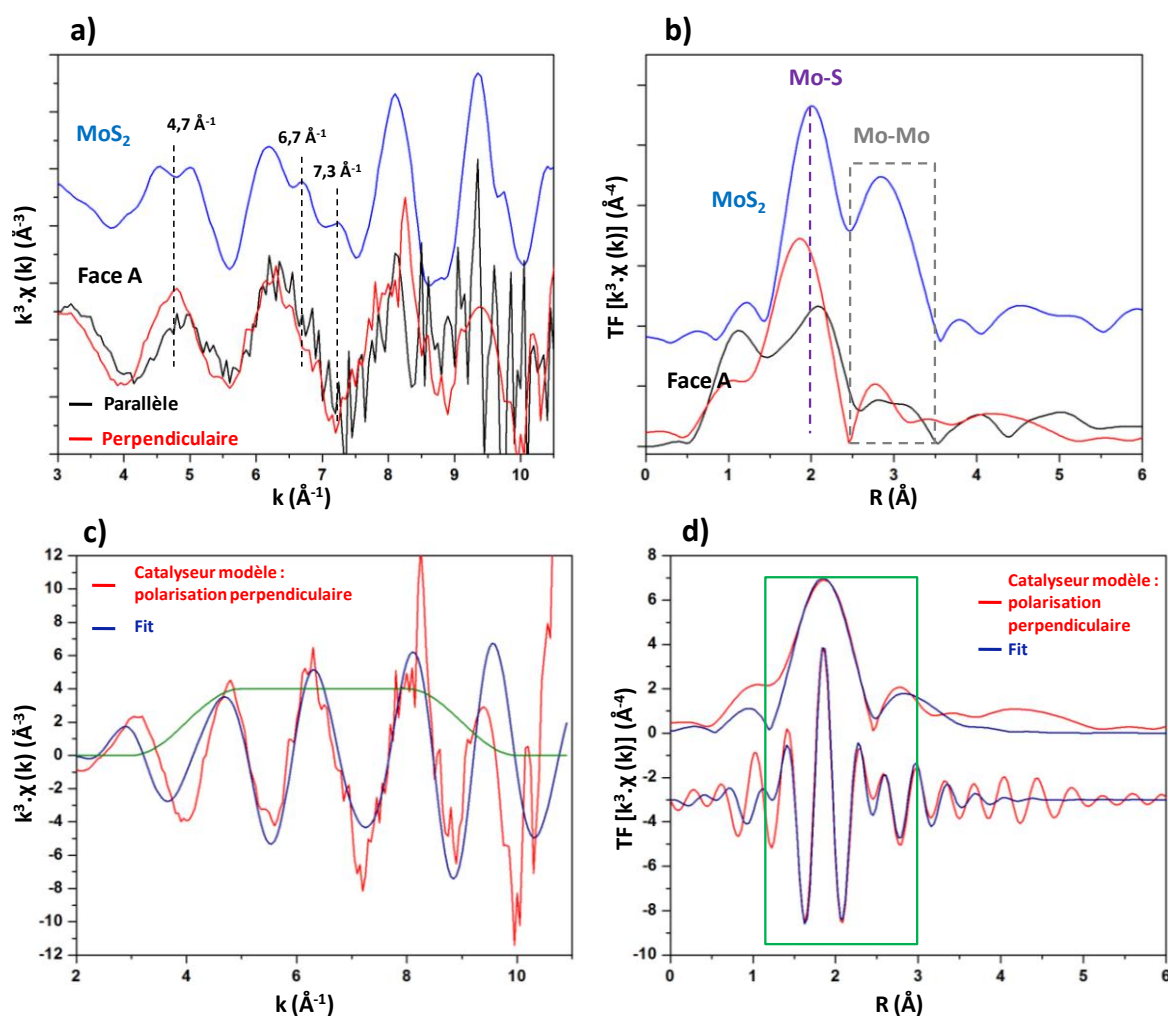 a)
MoS2
4,7 Å-1
6,7 Å-1
7,3 Å-1
Face A
Parallèle
Perpendiculaire
k³.χ (k) (Å-3)
3 4 5 6 7 8 9 10
k (Å-1)
b)
Mo-S
Mo-Mo
MoS2
Face A
TF [k³.χ (k)] (Å-4)
0 1 2 3 4 5 6
R (Å)
c)
Catalyseur modèle :
polarisation perpendiculaire
Fit
k³.χ (k) (Å-3)
12
10
8
6
4
2
0
-2
-4
-6
-8
-10
-12
2 4 6 8 10
k (Å-1)
d)
Catalyseur modèle :
polarisation
perpendiculaire
Fit
TF [k³.χ (k)] (Å-4)
8
6
4
2
0
-2
-4
-6
-8
-10
0 1 2 3 4 5 6
R (Å)